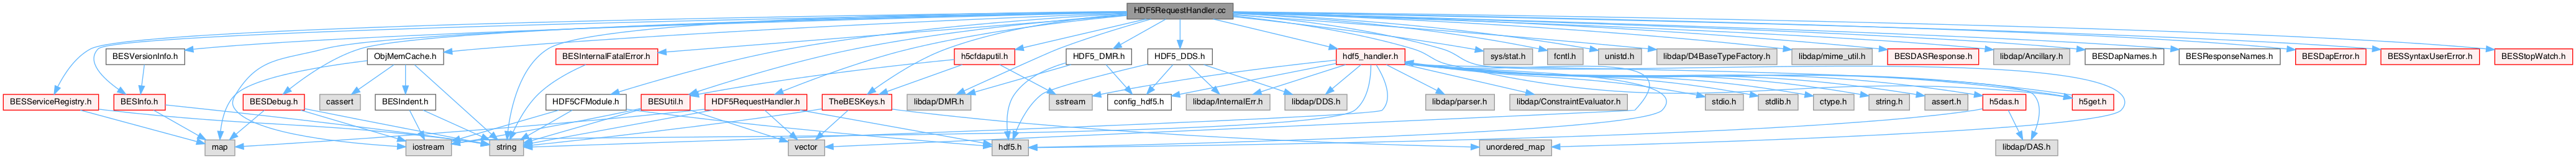 HDF5RequestHandler.cc
BESVersionInfo.h
ObjMemCache.h
BESInternalFatalError.h
h5cfdaputil.h
HDF5_DMR.h
HDF5_DDS.h
hdf5_handler.h
sys/stat.h
fcntl.h
unistd.h
libdap/D4BaseTypeFactory.h
libdap/mime_util.h
BESDASResponse.h
libdap/Ancillary.h
BESDapNames.h
BESResponseNames.h
BESDapError.h
BESSyntaxUserError.h
BESStopWatch.h
BESServiceRegistry.h
BESInfo.h
BESDebug.h
cassert
BESIndent.h
HDF5CFModule.h
BESUtil.h
HDF5RequestHandler.h
TheBESKeys.h
libdap/DMR.h
sstream
config_hdf5.h
libdap/InternalErr.h
libdap/DDS.h
libdap/parser.h
libdap/ConstraintEvaluator.h
stdio.h
stdlib.h
ctype.h
string.h
assert.h
h5das.h
h5get.h
map
iostream
string
vector
hdf5.h
unordered_map
libdap/DAS.h